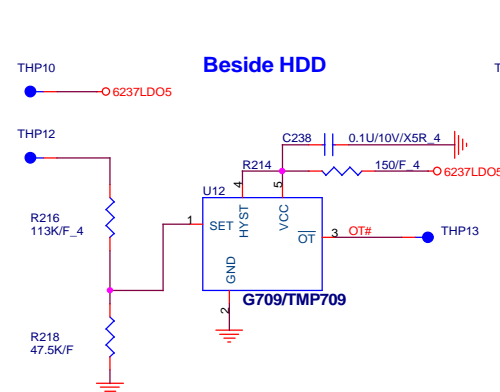 Beside HDD
THP10
T
6237LDO5
THP12
C238
0.1U/10V/X5R_4
R214
150/F_4
6237LDO5
U12
4
5
R216
113K/F_4
1
SET
HYST
VCC
OT
3
OT#
THP13
GND
G709/TMP709
2
R218
47.5K/F